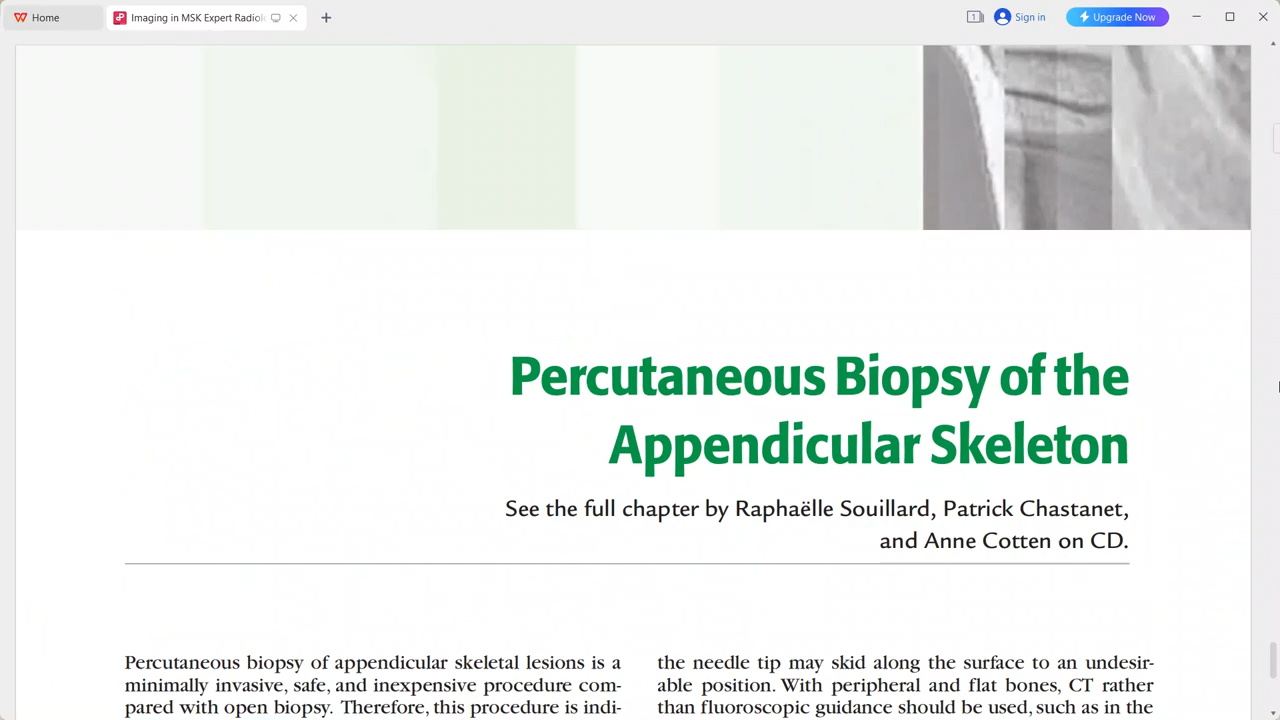 Home
Imaging in MSK Expert Radiolo
1
Sign in
Upgrade Now
Percutaneous Biopsy of the
Appendicular Skeleton
See the full chapter by Raphaëlle Souillard, Patrick Chastanet,
and Anne Cotten on CD.
Percutaneous biopsy of appendicular skeletal lesions is a
minimally invasive, safe, and inexpensive procedure com-
pared with open biopsy. Therefore, this procedure is indi-
the needle tip may skid along the surface to an undesir-
able position. With peripheral and flat bones, CT rather
than fluoroscopic guidance should be used, such as in the